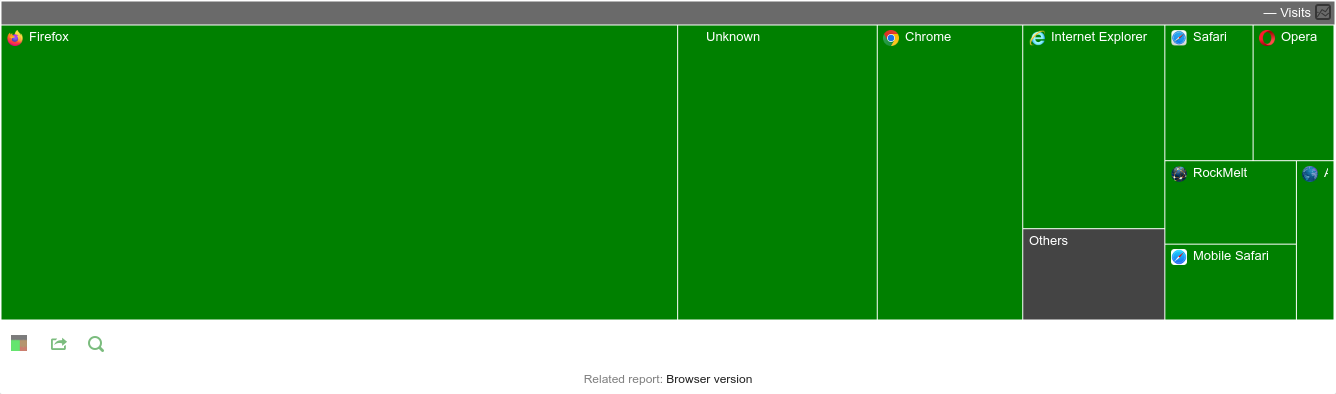 — Visits
Firefox
Unknown
Chrome
Internet Explorer
Safari
Opera
RockMelt
Others
Mobile Safari
Related report: Browser version